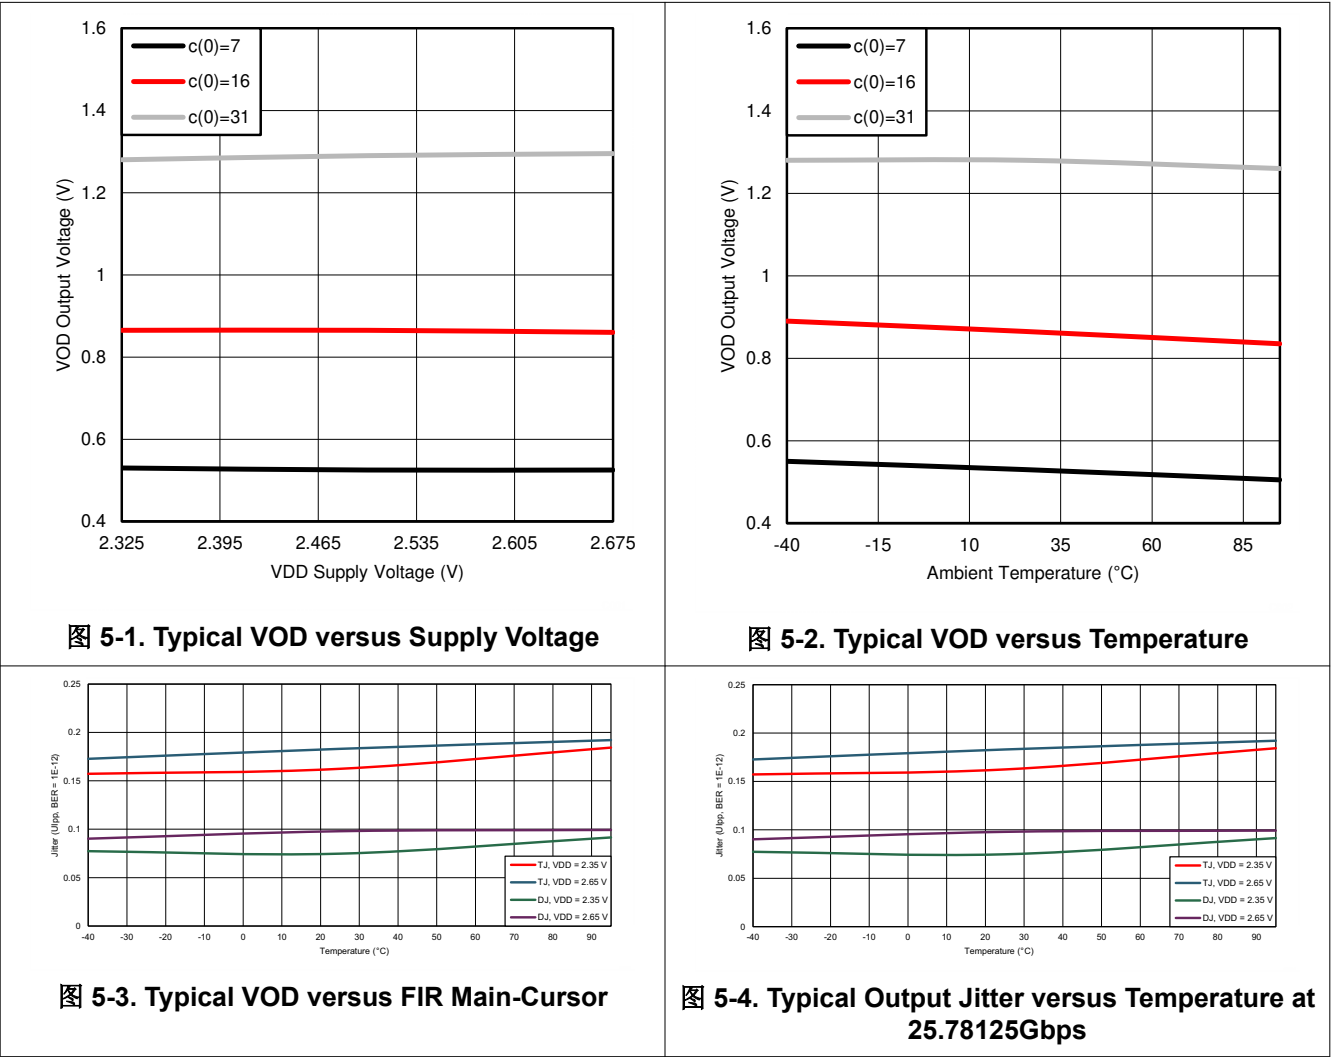 1.6
1.4
1.2
1
0.8
0.6
0.4
VOD Output Voltage (V)
c(0)=7
c(0)=16
c(0)=31
2.325 2.395 2.465 2.535 2.605 2.675
VDD Supply Voltage (V)
图 5-1. Typical VOD versus Supply Voltage
1.6
1.4
1.2
1
0.8
0.6
0.4
VOD Output Voltage (V)
c(0)=7
c(0)=16
c(0)=31
-40 -15 10 35 60 85
Ambient Temperature (°C)
图 5-2. Typical VOD versus Temperature
0.25
0.2
0.15
0.1
0.05
0
Jitter (UIpp, BER = 1E-12)
TJ, VDD = 2.35 V
TJ, VDD = 2.65 V
DJ, VDD = 2.35 V
DJ, VDD = 2.65 V
-40 -30 -20 -10 0 10 20 30 40 50 60 70 80 90
Temperature (°C)
图 5-3. Typical VOD versus FIR Main-Cursor
0.25
0.2
0.15
0.1
0.05
0
Jitter (UIpp, BER = 1E-12)
TJ, VDD = 2.35 V
TJ, VDD = 2.65 V
DJ, VDD = 2.35 V
DJ, VDD = 2.65 V
-40 -30 -20 -10 0 10 20 30 40 50 60 70 80 90
Temperature (°C)
图 5-4. Typical Output Jitter versus Temperature at
25.78125Gbps